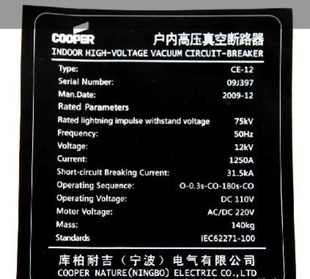 COOPER 户内高压真空断路器
INDOOR HIGH-VOLTAGE VACUUM CIRCUIT-BREAKER
Type: CE-12
Serial Number: 09J397
Man.Date: 2009-12
Rated Parameters
Rated lightning impulse withstand voltage 75kV
Frequency: 50Hz
Voltage: 12kV
Current: 1250A
Short-circuit Breaking Current: 31.5kA
Operating Sequence: O-0.3s-CO-180s-CO
Operating Voltage: DC 110V
Motor Voltage: AC/DC 220V
Mass: 140kg
Standards IEC62271-100
库柏耐吉（宁波）电气有限公司
COOPER NATURE(NINGBO) ELECTRIC CO.,LTD